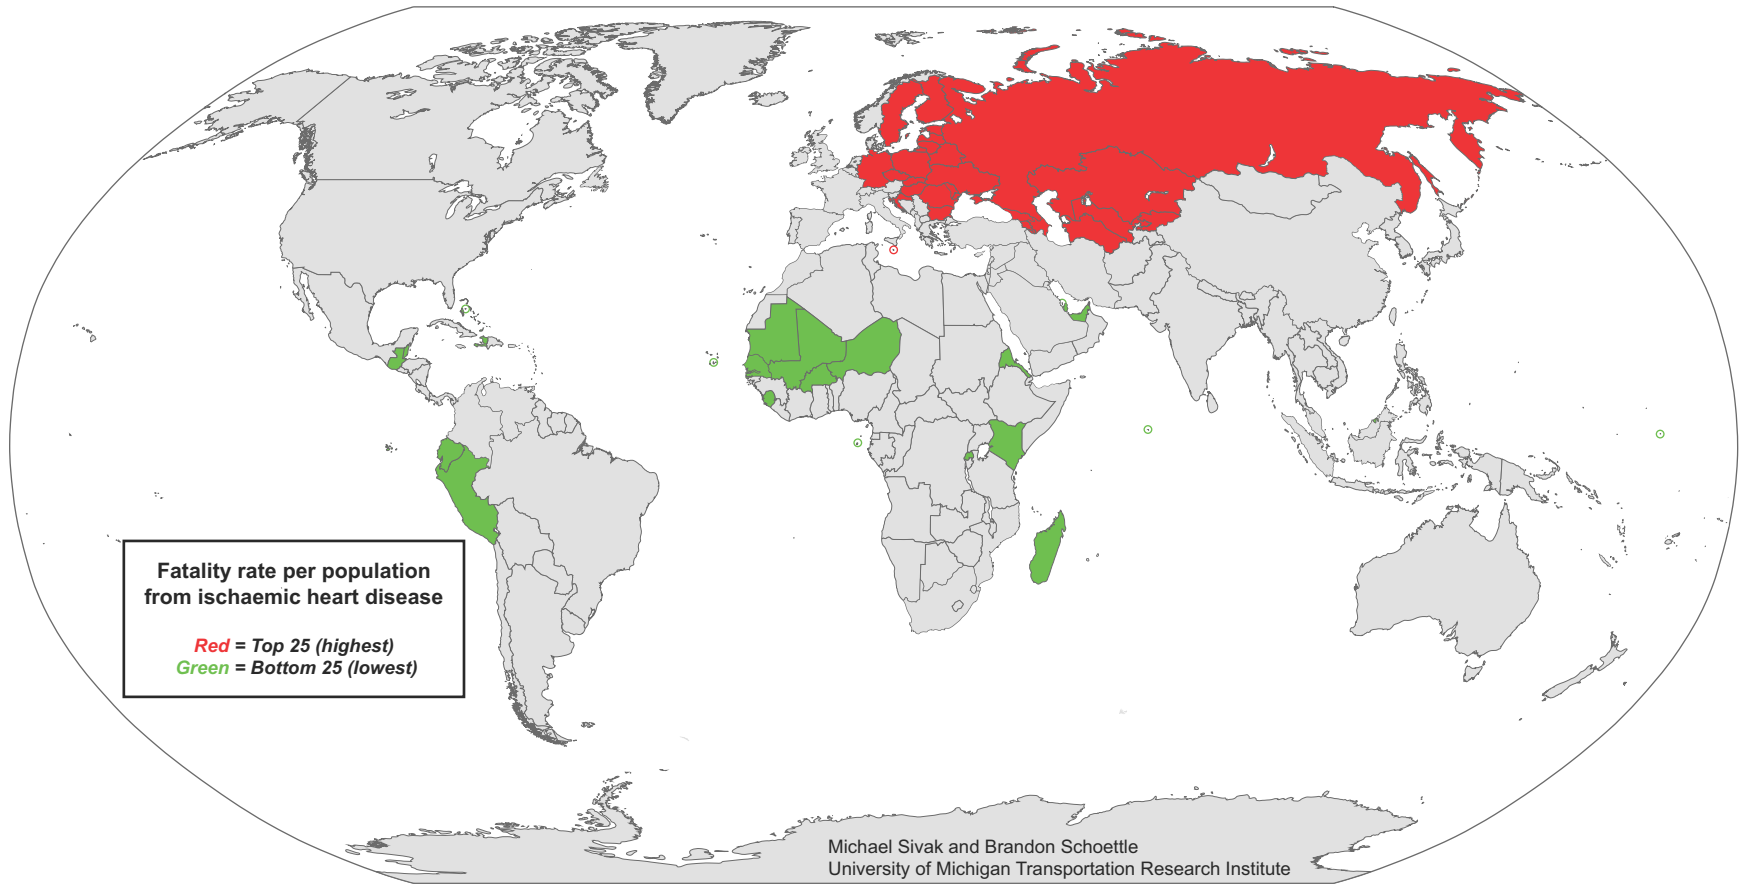 Fatality rate per population
from ischaemic heart disease
Red = Top 25 (highest)
Green = Bottom 25 (lowest)
Michael Sivak and Brandon Schoettle
University of Michigan Transportation Research Institute